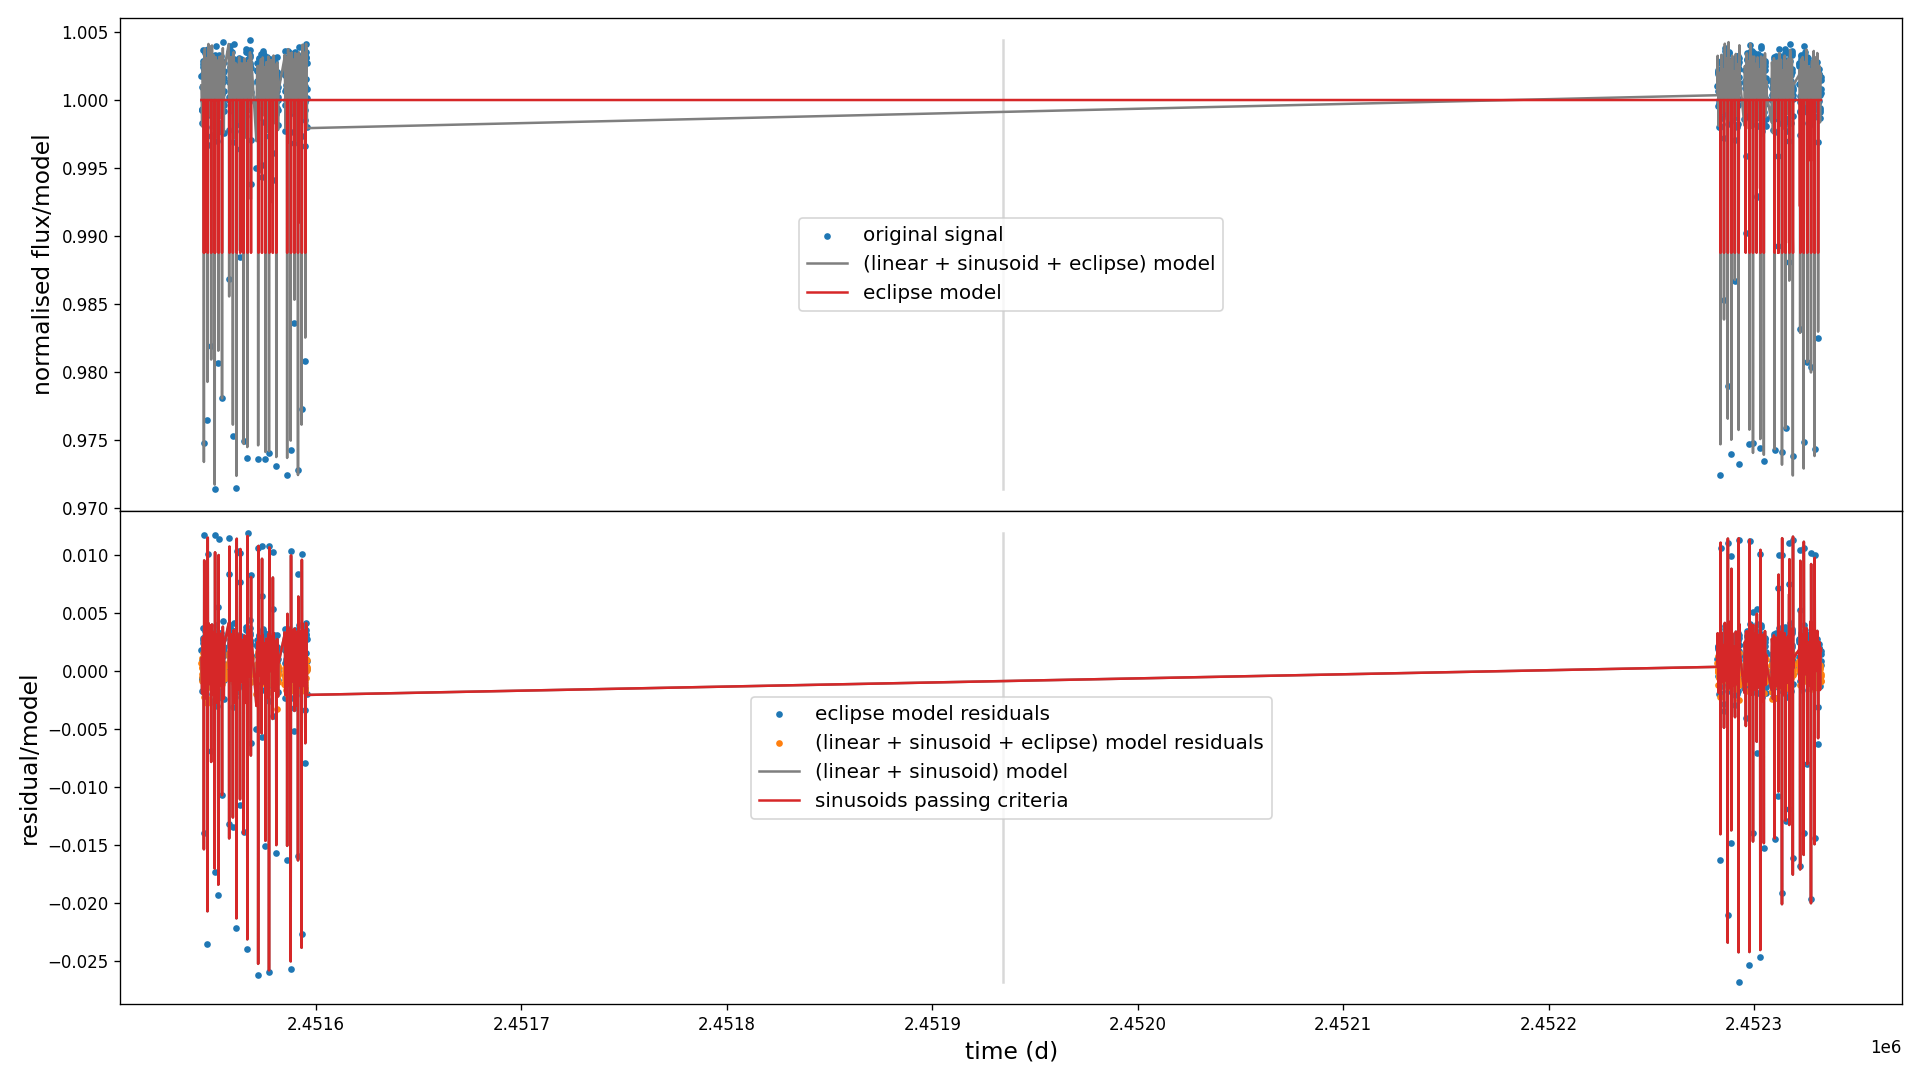 1.005
1.000
0.995
0.990
0.985
0.980
0.975
0.970
normalised flux/model
original signal
(linear + sinusoid + eclipse) model
eclipse model
0.010
0.005
0.000
−0.005
−0.010
−0.015
−0.020
−0.025
residual/model
eclipse model residuals
(linear + sinusoid + eclipse) model residuals
(linear + sinusoid) model
sinusoids passing criteria
2.4516 2.4517 2.4518 2.4519 2.4520 2.4521 2.4522 2.4523
1e6
time (d)